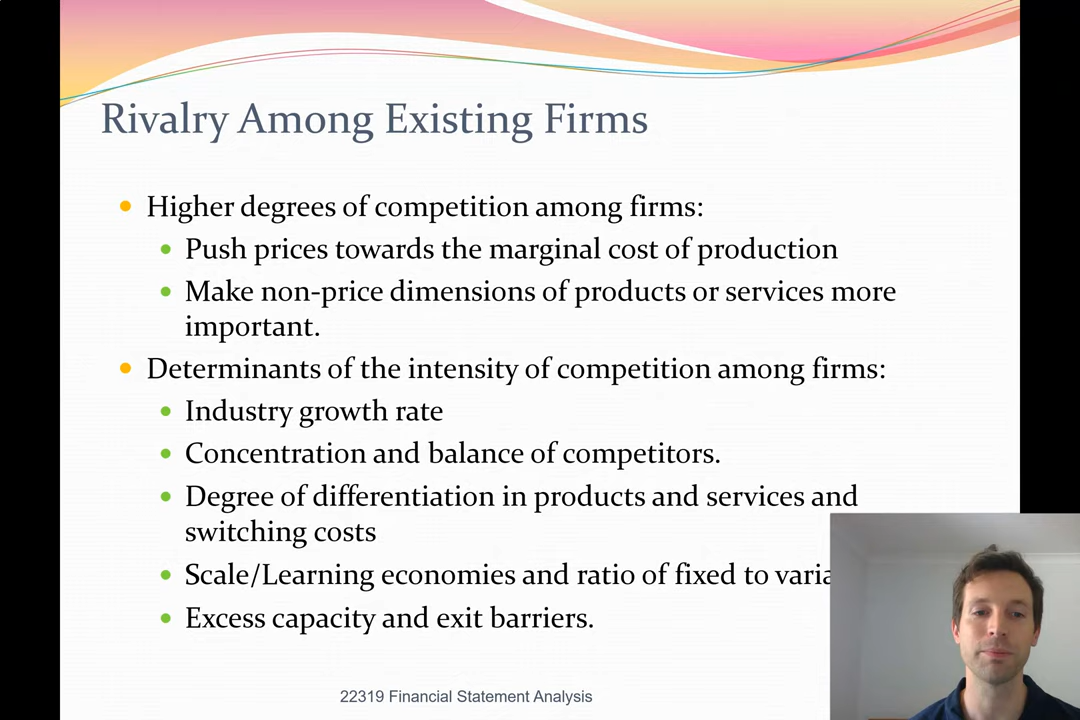 Rivalry Among Existing Firms
Higher degrees of competition among firms:
Push prices towards the marginal cost of production
Make non-price dimensions of products or services more
important.
Determinants of the intensity of competition among firms:
Industry growth rate
Concentration and balance of competitors.
Degree of differentiation in products and services and
switching costs
Scale/Learning economies and ratio of fixed to
Excess capacity and exit barriers.
22319 Financial Statement Analysis